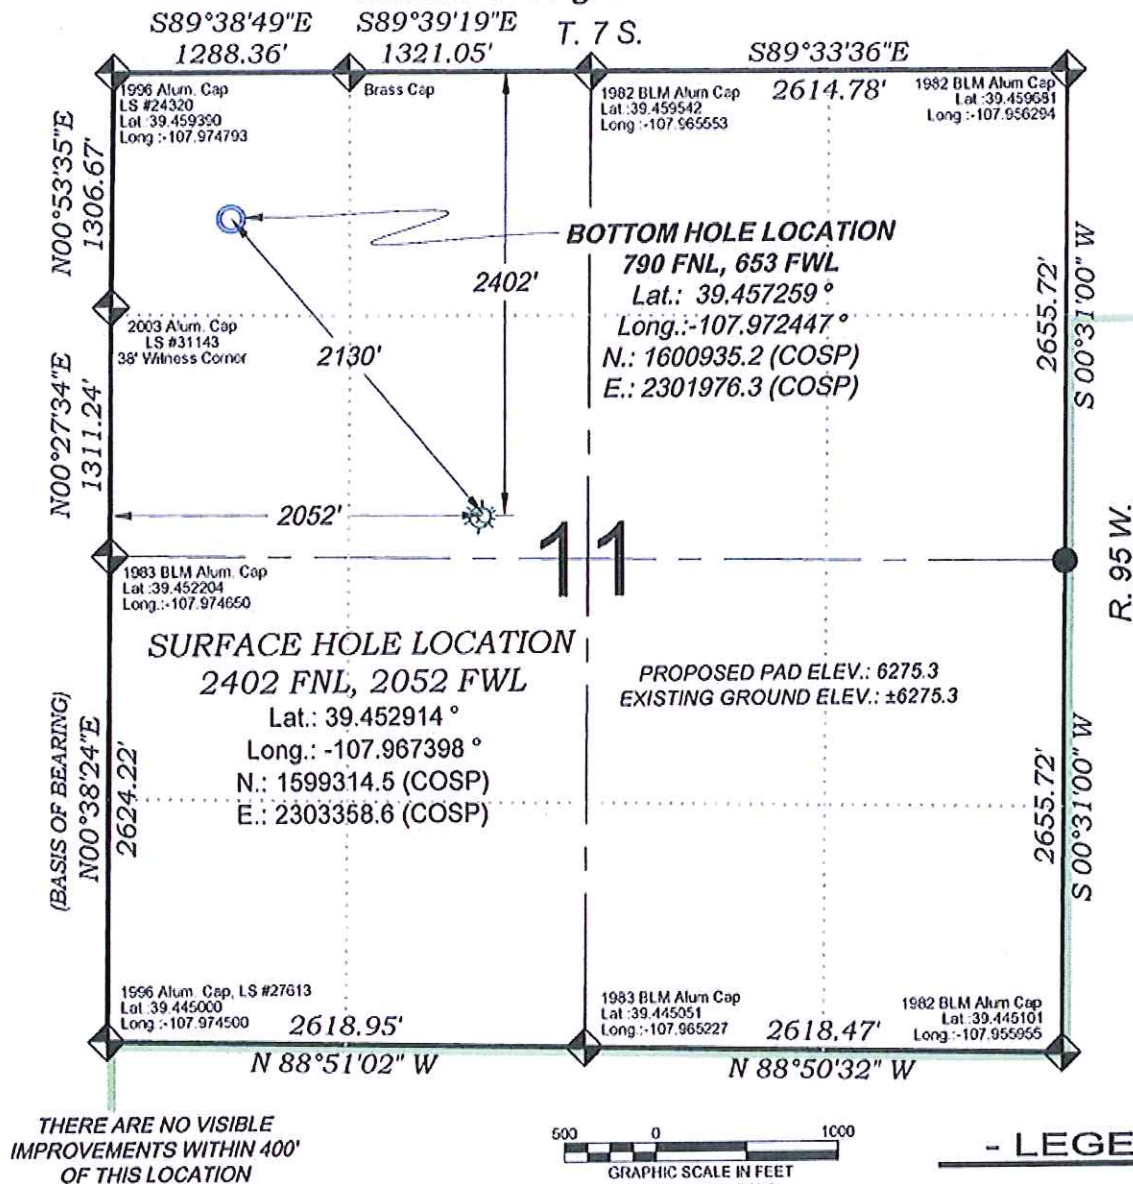 S89°38'49"E
1288.36'
S89°39'19"E
1321.05'
T. 7 S.
S89°33'36"E
2614.78'
1996 Alum. Cap
LS #24320
Lat :39.459390
Long :-107.974793
Brass Cap
1982 BLM Alum Cap
Lat :39.459542
Long :-107.965553
1982 BLM Alum Cap
Lat :39.459681
Long :-107.956294
N00°53'35"E
1306.67'
BOTTOM HOLE LOCATION
790 FNL, 653 FWL
Lat.: 39.457259 °
Long.:-107.972447 °
N.: 1600935.2 (COSP)
E.: 2301976.3 (COSP)
2402'
2655.72'
S 00°31'00" W
2003 Alum. Cap
LS #31143
38' Witness Corner
2130'
N00°27'34"E
1311.24'
2052'
11
R. 95 W.
1983 BLM Alum. Cap
Lat :39.452204
Long.:-107.974650
SURFACE HOLE LOCATION
2402 FNL, 2052 FWL
Lat.: 39.452914 °
Long.: -107.967398 °
N.: 1599314.5 (COSP)
E.: 2303358.6 (COSP)
PROPOSED PAD ELEV.: 6275.3
EXISTING GROUND ELEV.: ±6275.3
(BASIS OF BEARING)
N00°38'24"E
2624.22'
2655.72'
S 00°31'00" W
1996 Alum. Cap, LS #27613
Lat :39.445000
Long :-107.974500
2618.95'
N 88°51'02" W
1983 BLM Alum Cap
Lat :39.445051
Long.:-107.965227
2618.47'
N 88°50'32" W
1982 BLM Alum Cap
Lat :39.445101
Long :-107.955955
THERE ARE NO VISIBLE
IMPROVEMENTS WITHIN 400'
OF THIS LOCATION
500 0 1000
GRAPHIC SCALE IN FEET
- LEGE